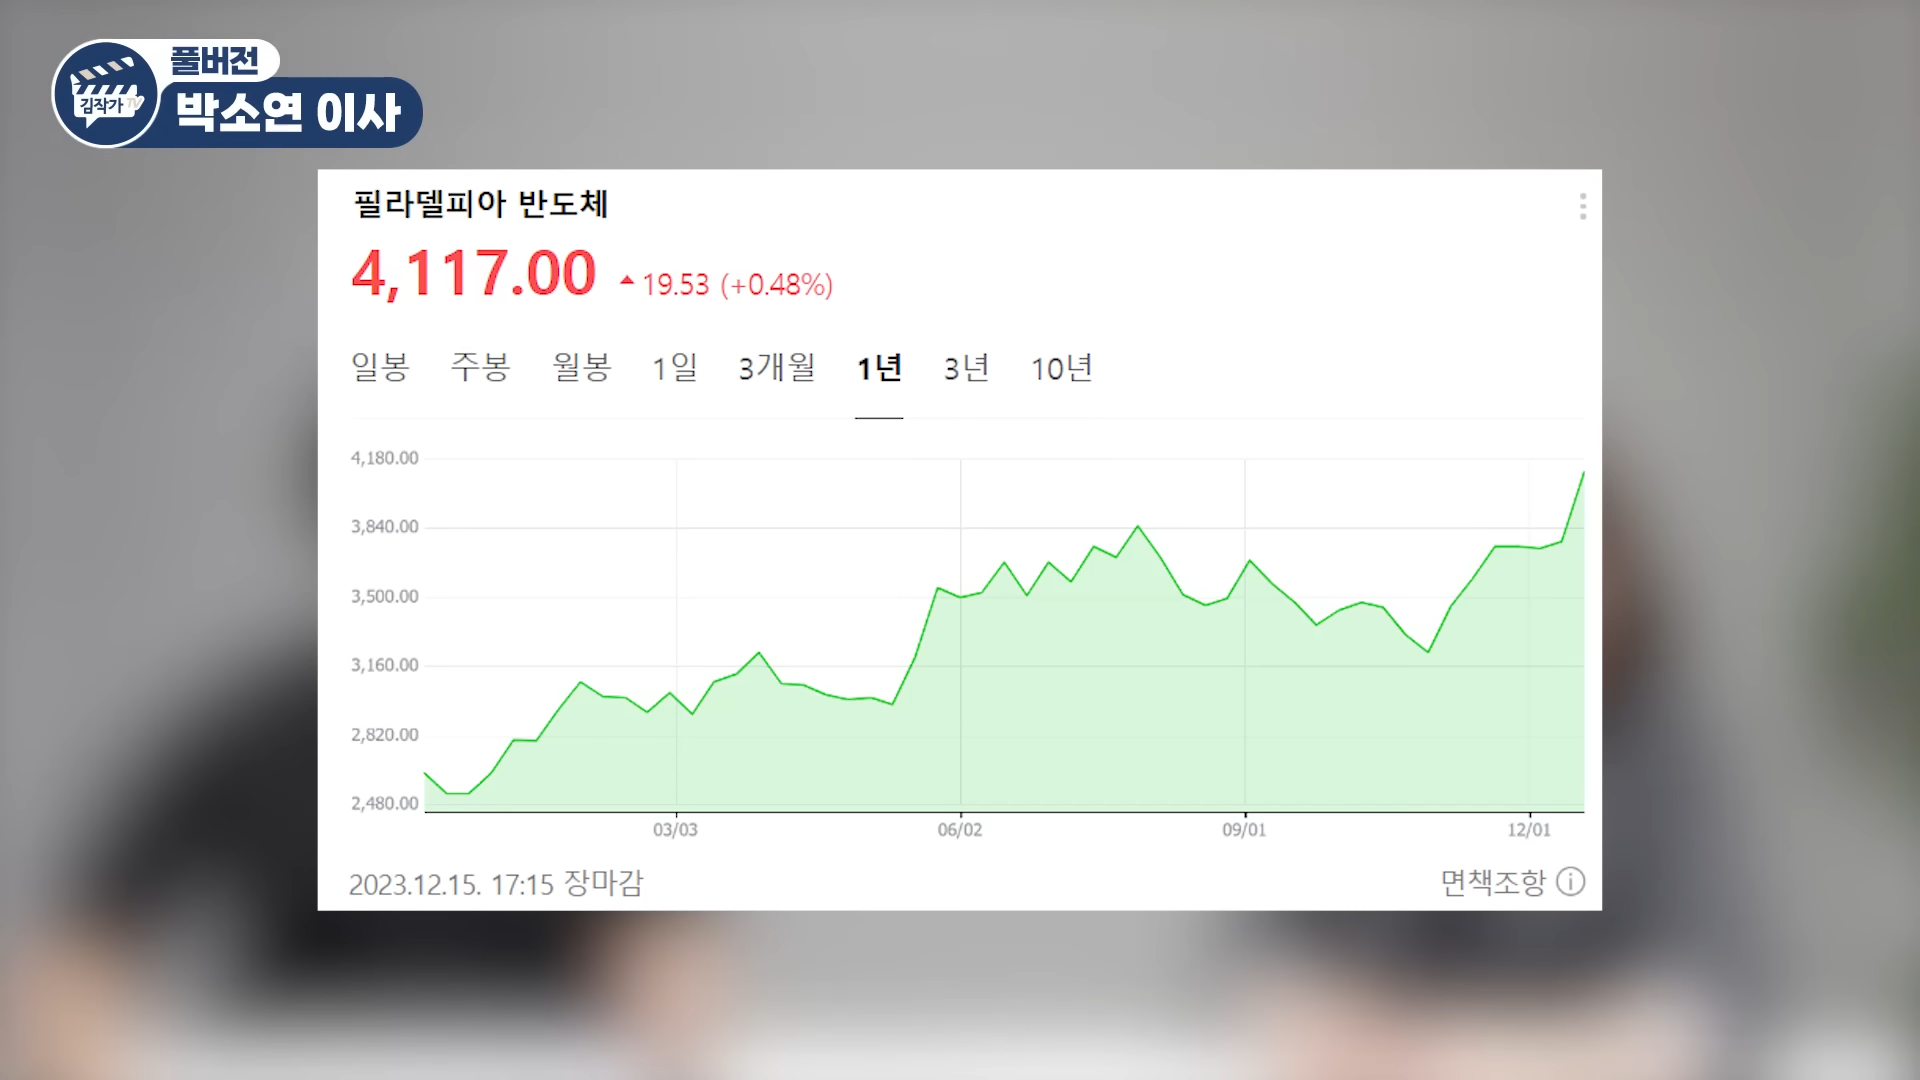 풀버전
김작가 TV
박소연 이사
필라델피아 반도체
4,117.00 ▲ 19.53 (+0.48%)
일봉 주봉 월봉 1일 3개월 1년 3년 10년
4,180.00
3,840.00
3,500.00
3,160.00
2,820.00
2,480.00
03/03 06/02 09/01 12/01
2023.12.15. 17:15 장마감 면책조항